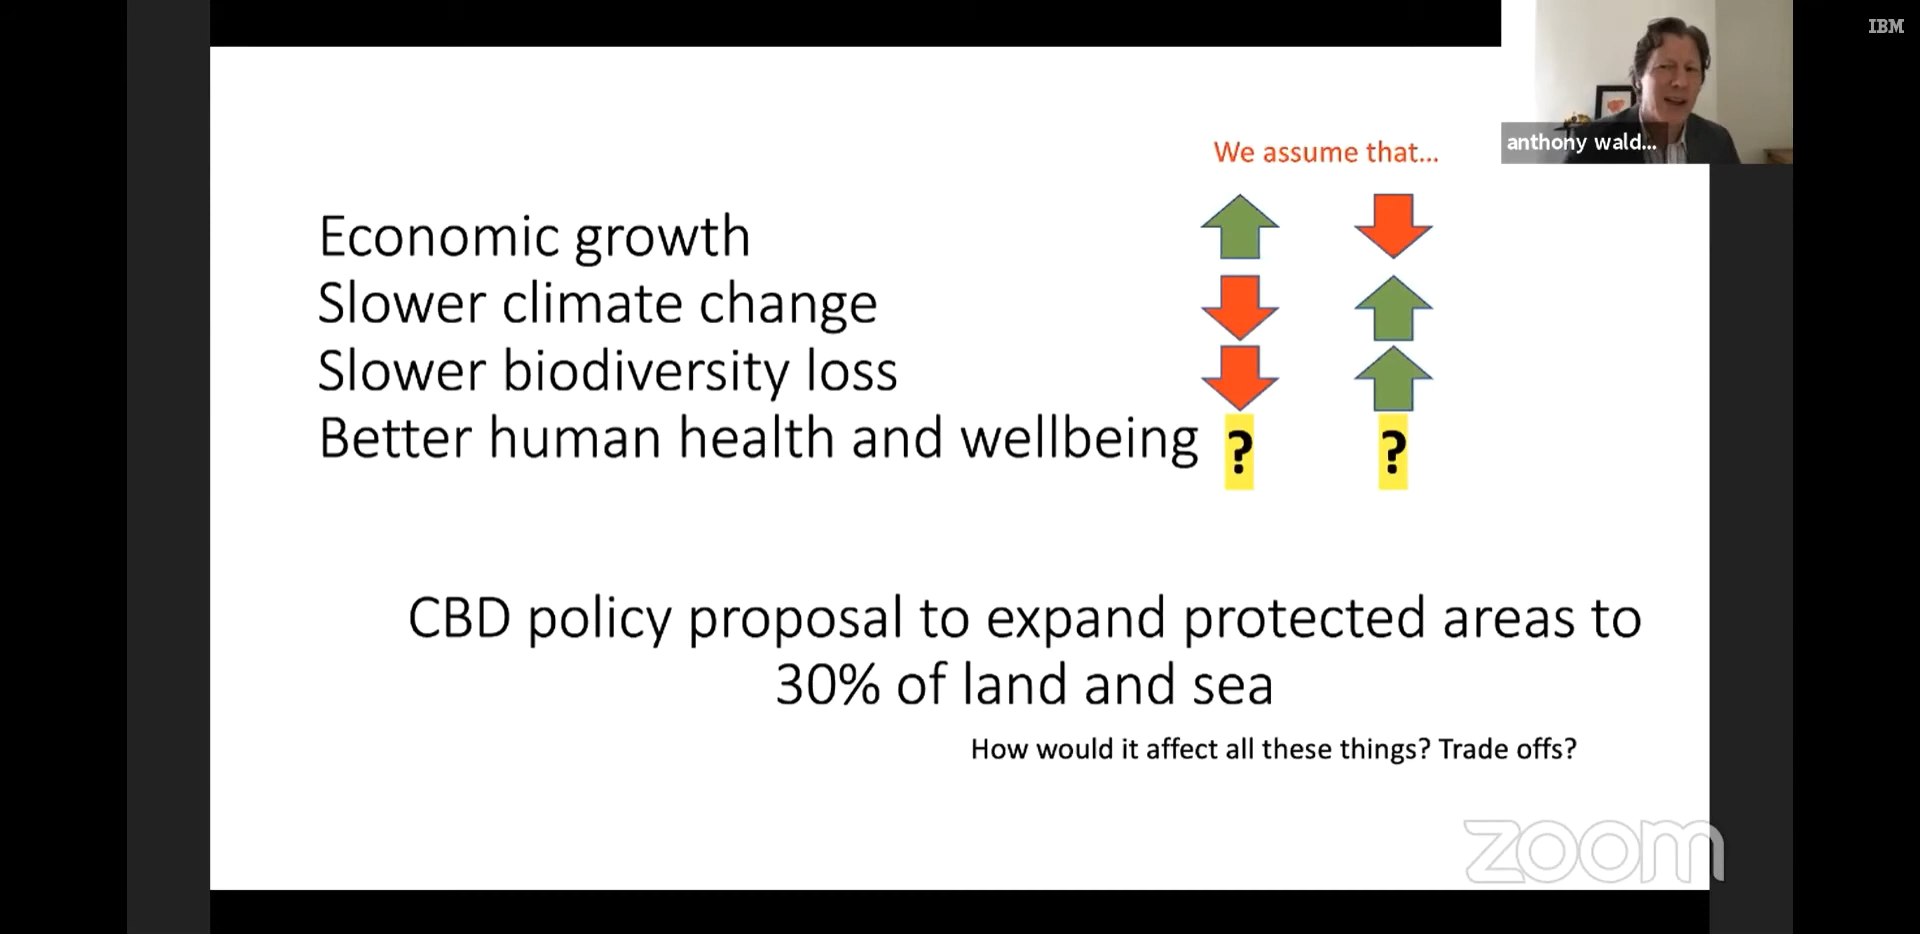 IBM
anthony wald...
We assume that...
Economic growth
Slower climate change
Slower biodiversity loss
Better human health and wellbeing ? ?
CBD policy proposal to expand protected areas to
30% of land and sea
How would it affect all these things? Trade offs?
zoom